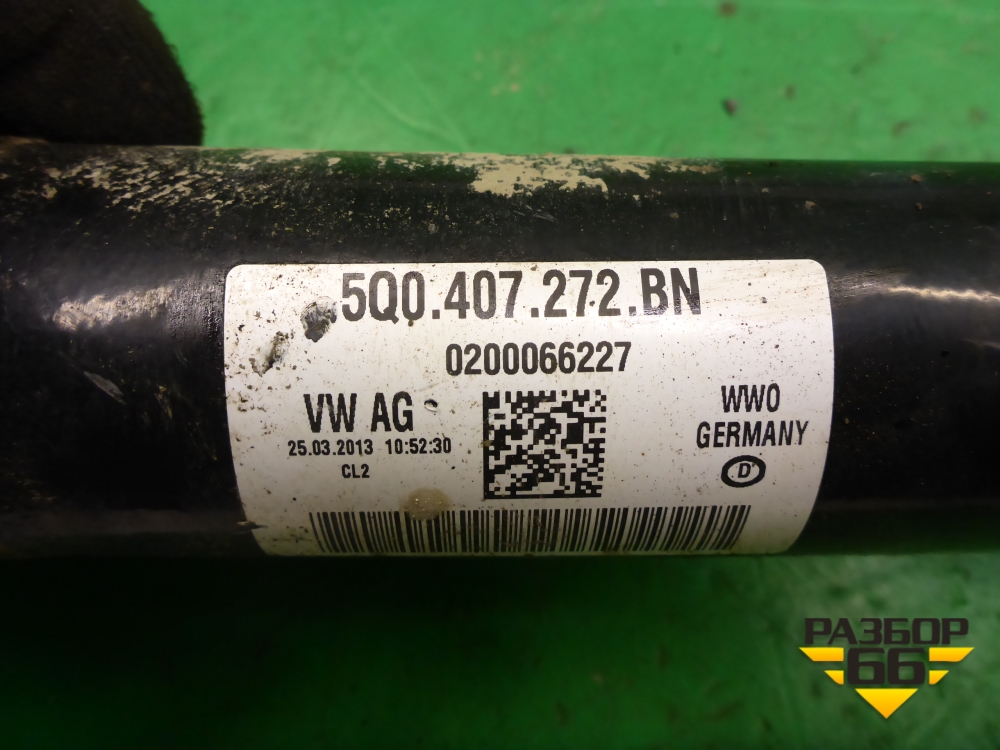 5Q0.407.272.BN
0200066227
VW AG
25.03.2013 10:52:30
CL2
WWO
GERMANY
D
РАЗБОР
66